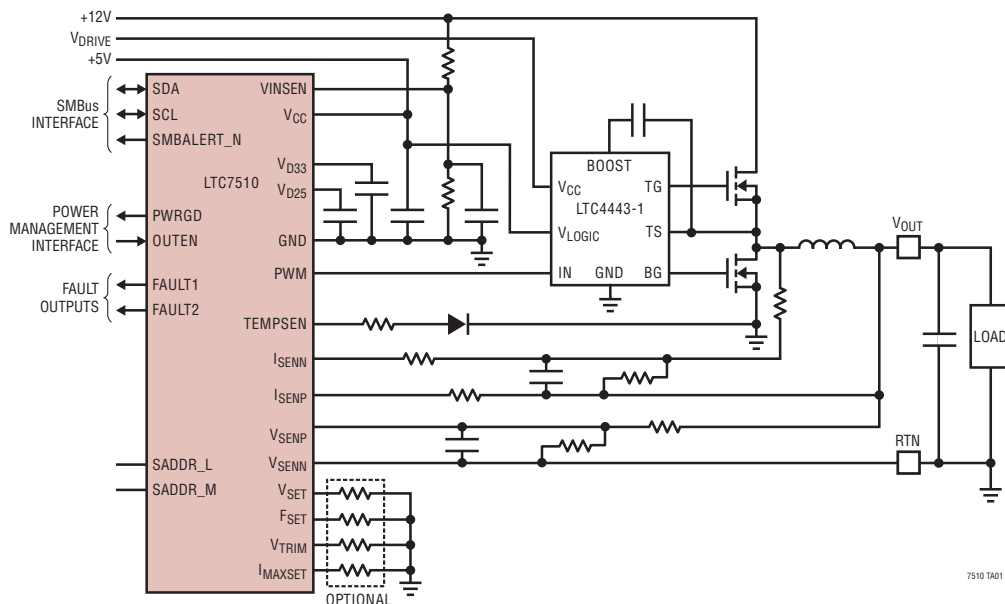 +12V
VDRIVE
+5V
SMBus
INTERFACE
SDA
SCL
SMBALERT_N
POWER
MANAGEMENT
INTERFACE
PWRGD
OUTEN
FAULT
OUTPUTS
FAULT1
FAULT2
SADDR_L
SADDR_M
LTC7510
VINSEN
VCC
VD33
VD25
GND
PWM
TEMPSEN
ISENN
ISENP
VSENP
VSENN
VSET
FSET
VTRIM
IMAXSET
OPTIONAL
BOOST
VCC
TG
LTC4443-1
VLOGIC
TS
IN
GND
BG
VOUT
LOAD
RTN
7510 TA01